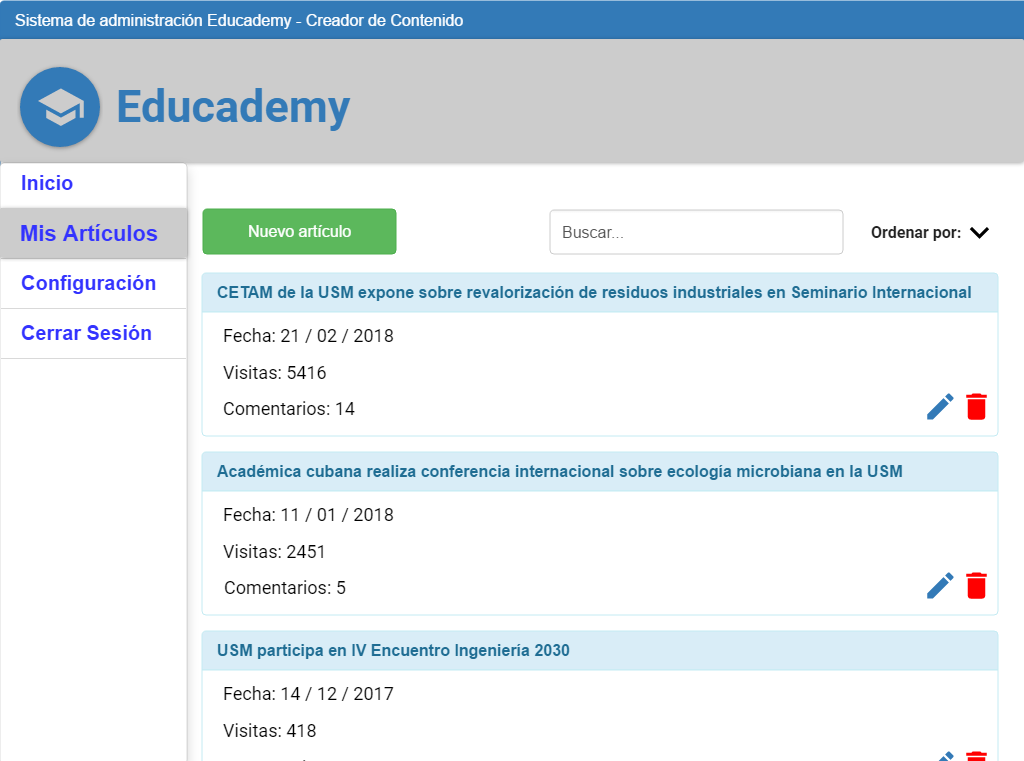 Sistema de administración Educademy - Creador de Contenido
Educademy
Inicio
Mis Artículos
Configuración
Cerrar Sesión
Nuevo artículo
Buscar...
Ordenar por:
CETAM de la USM expone sobre revalorización de residuos industriales en Seminario Internacional
Fecha: 21 / 02 / 2018
Visitas: 5416
Comentarios: 14
Académica cubana realiza conferencia internacional sobre ecología microbiana en la USM
Fecha: 11 / 01 / 2018
Visitas: 2451
Comentarios: 5
USM participa en IV Encuentro Ingeniería 2030
Fecha: 14 / 12 / 2017
Visitas: 418